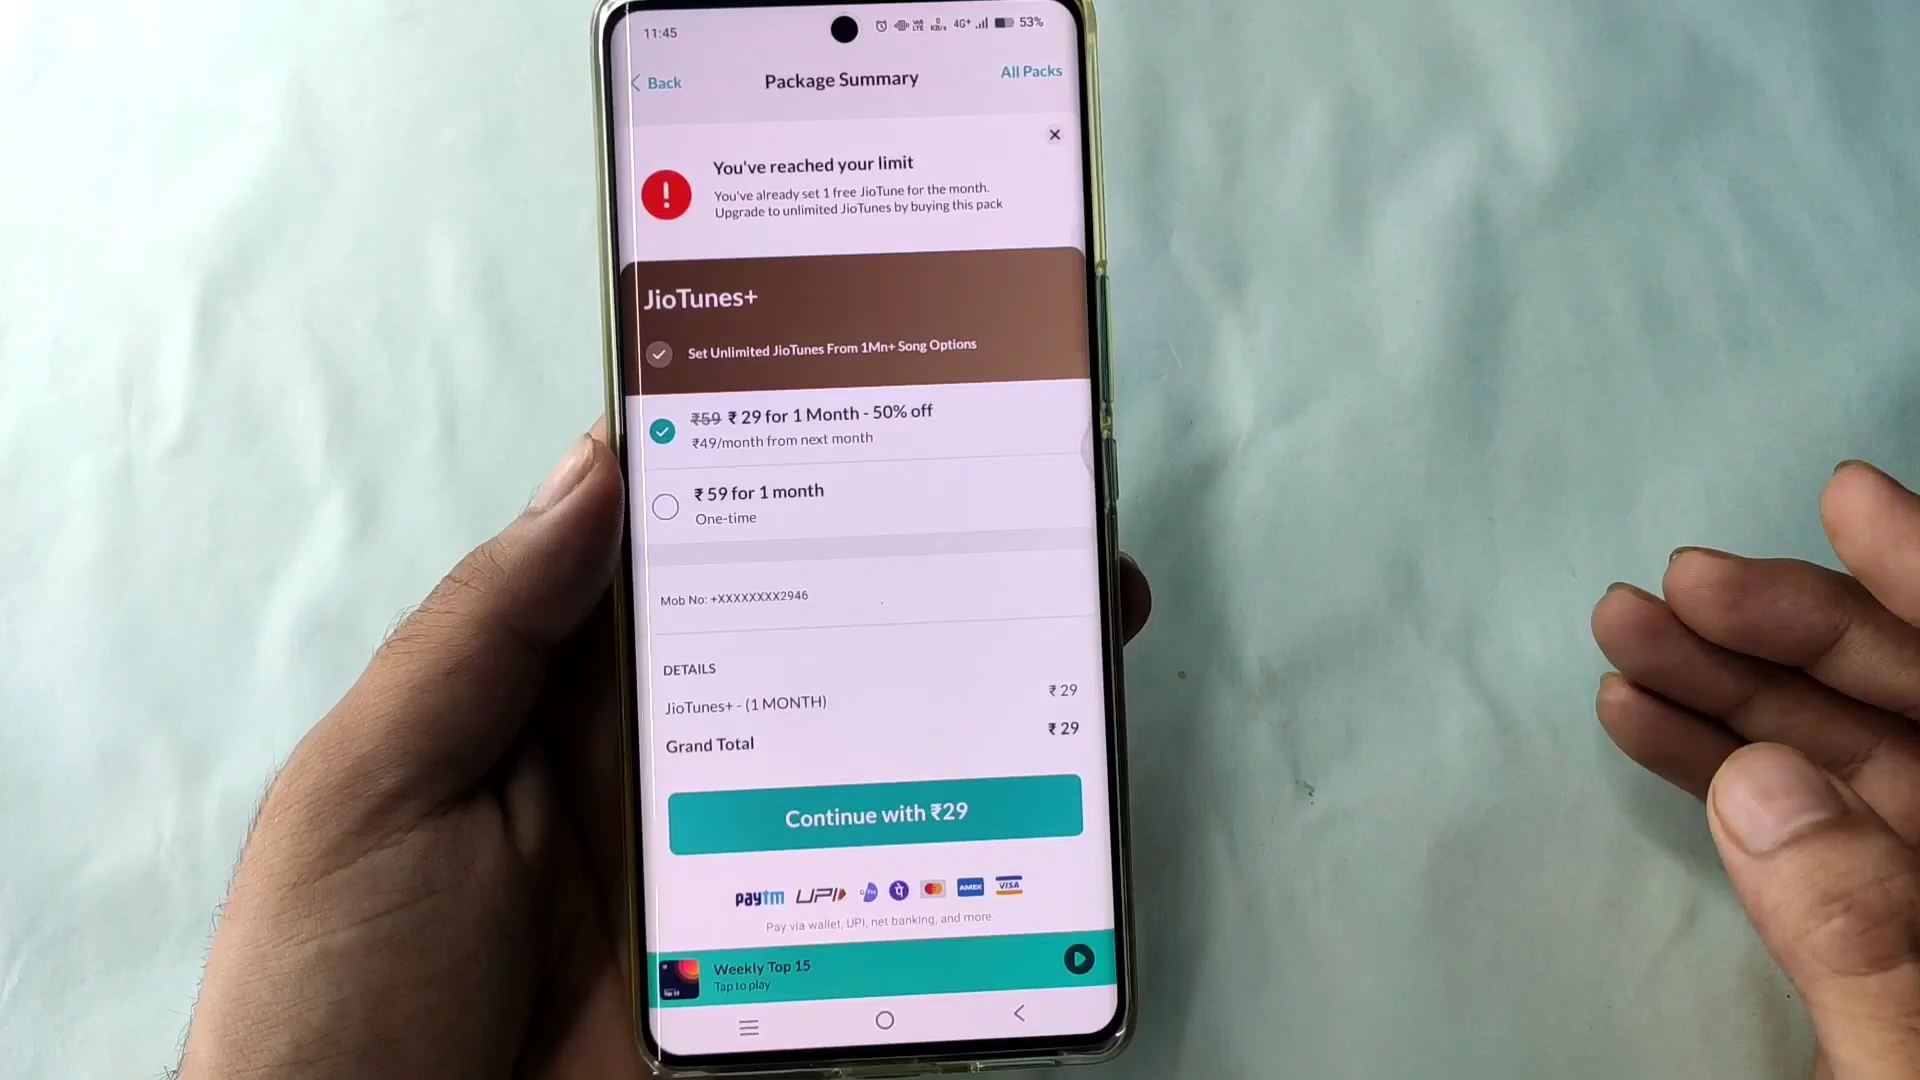 11:45
4G+ 53%
Back
Package Summary
All Packs
You've reached your limit
You've already set 1 free JioTune for the month.
Upgrade to unlimited JioTunes by buying this pack
JioTunes+
Set Unlimited JioTunes From 1Mn+ Song Options
₹59 ₹ 29 for 1 Month - 50% off
₹49/month from next month
₹ 59 for 1 month
One-time
Mob No: +XXXXXXXX2946
DETAILS
JioTunes+ - (1 MONTH) ₹ 29
Grand Total ₹ 29
Continue with ₹29
paytm UPI AMEX VISA
Pay via wallet, UPI, net banking, and more.
Weekly Top 15
Tap to play